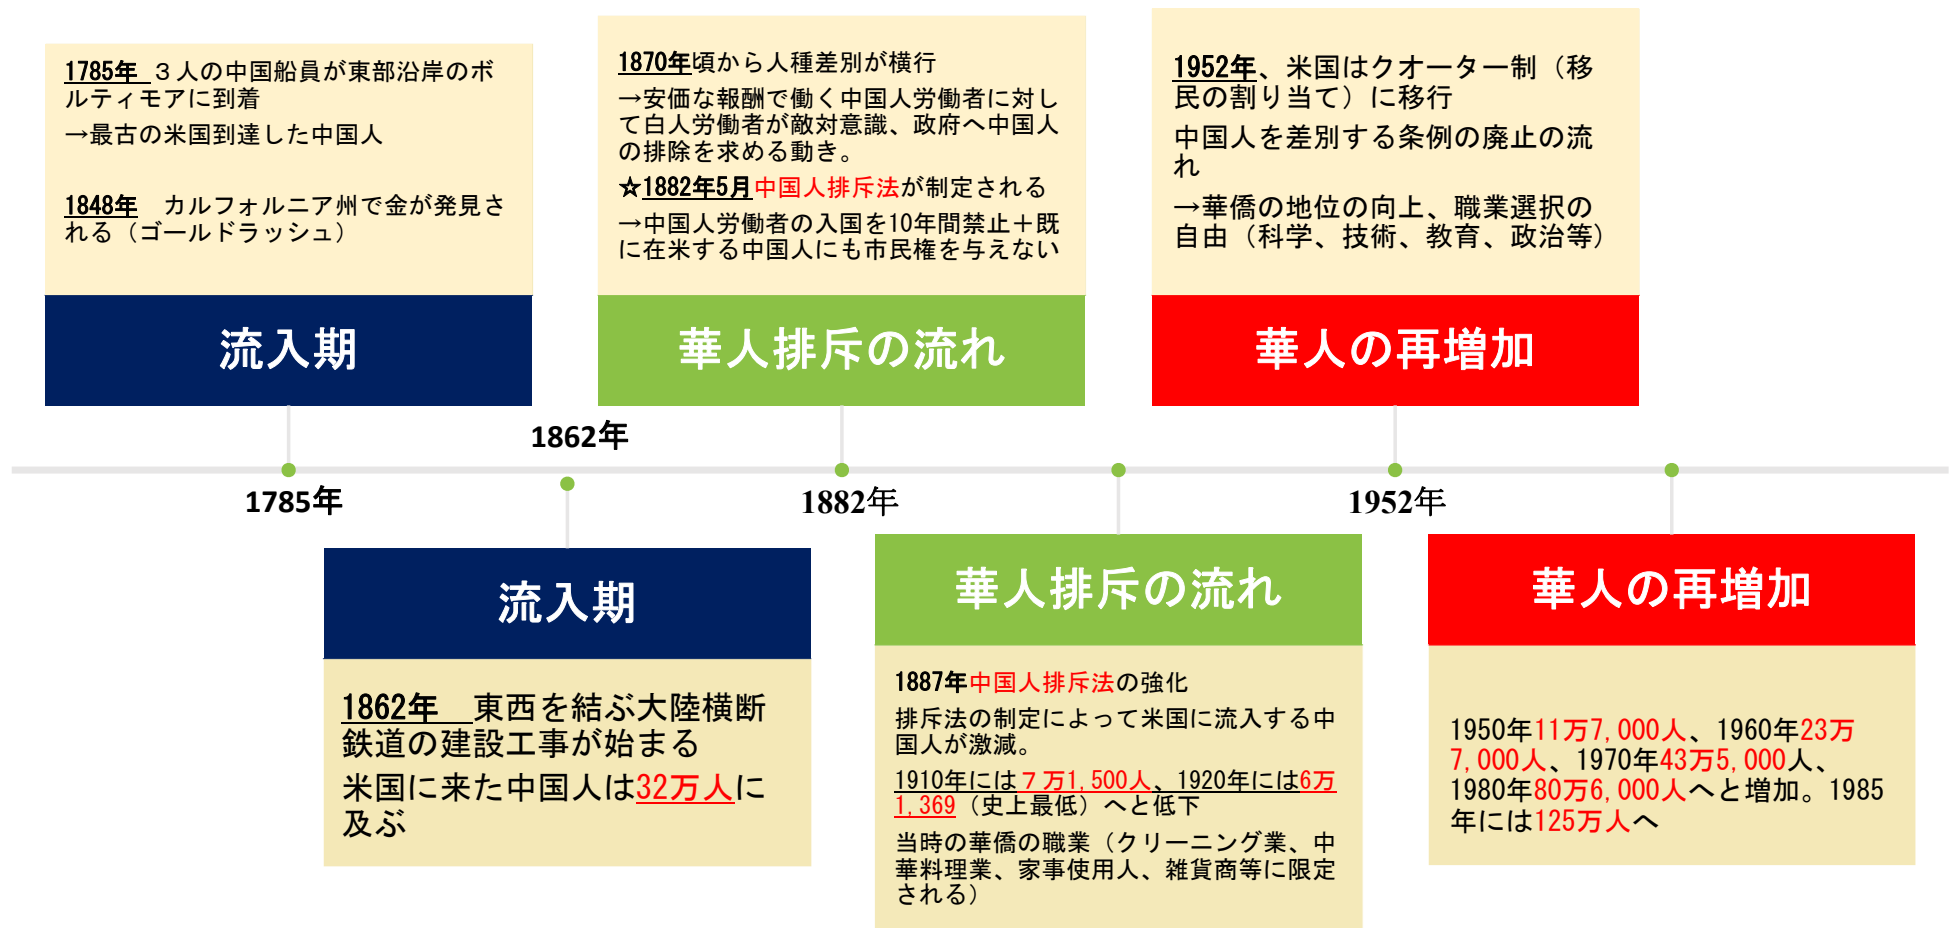 1785年 ３人の中国船員が東部沿岸のボ
ルティモアに到着
→最古の米国到達した中国人
1848年　カルフォルニア州で金が発見さ
れる（ゴールドラッシュ）
流入期
1785年
1862年
流入期
1862年　東西を結ぶ大陸横断
鉄道の建設工事が始まる
米国に来た中国人は32万人に
及ぶ
1870年頃から人種差別が横行
→安価な報酬で働く中国人労働者に対し
て白人労働者が敵対意識、政府へ中国人
の排除を求める動き。
☆1882年5月中国人排斥法が制定される
→中国人労働者の入国を10年間禁止＋既
に在米する中国人にも市民権を与えない
華人排斥の流れ
1882年
華人排斥の流れ
1887年中国人排斥法の強化
排斥法の制定によって米国に流入する中
国人が激減。
1910年には７万1,500人、1920年には6万
1,369（史上最低）へと低下
当時の華僑の職業（クリーニング業、中
華料理業、家事使用人、雑貨商等に限定
される）
1952年、米国はクオーター制（移
民の割り当て）に移行
中国人を差別する条例の廃止の流
れ
→華僑の地位の向上、職業選択の
自由（科学、技術、教育、政治等）
華人の再増加
1952年
華人の再増加
1950年11万7,000人、1960年23万
7,000人、1970年43万5,000人、
1980年80万6,000人へと増加。1985
年には125万人へ